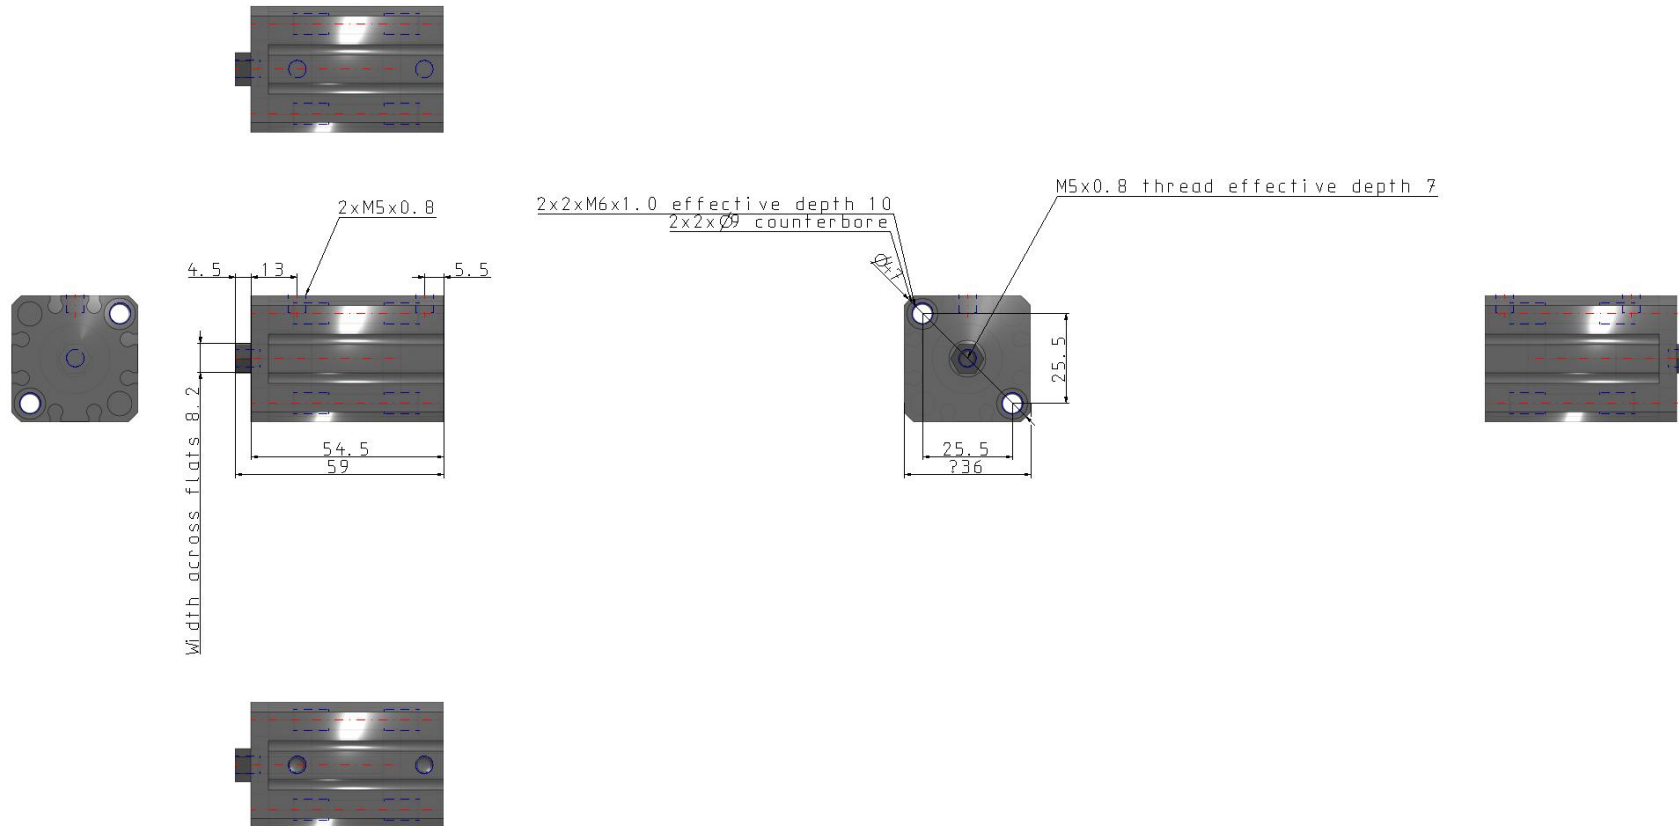 M5x0.8 thread effective depth 7
2x2xM6x1.0 effective depth 10
2xM5x0.8
2x2xØ9 counterbore
4.5
13
5.5
Ø47
25.5
Width across flats 8.2
54.5
59
25.5
?36